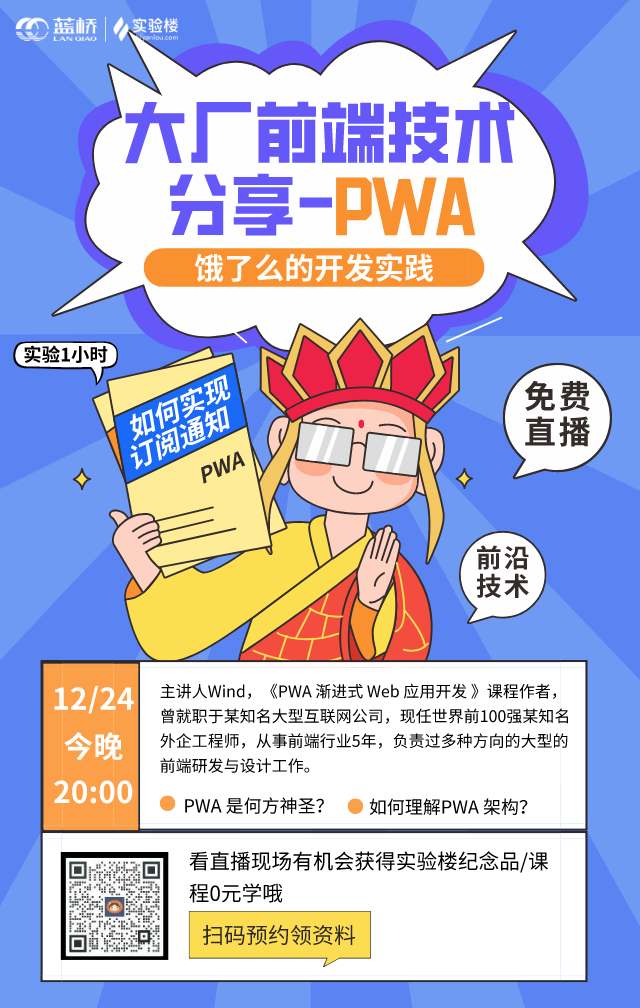 蓝桥
LAN QIAO
实验楼
大厂前端技术
分享-PWA
饿了么的开发实践
实验1小时
如何实现
订阅通知
PWA
免费
直播
前沿
技术
12/24
今晚
20:00
主讲人Wind，《PWA 渐进式 Web 应用开发 》课程作者，
曾就职于某知名大型互联网公司，现任世界前100强某知名
外企工程师，从事前端行业5年，负责过多种方向的大型的
前端研发与设计工作。
PWA 是何方神圣？
如何理解PWA 架构？
看直播现场有机会获得实验楼纪念品/课
程0元学哦
扫码预约领资料